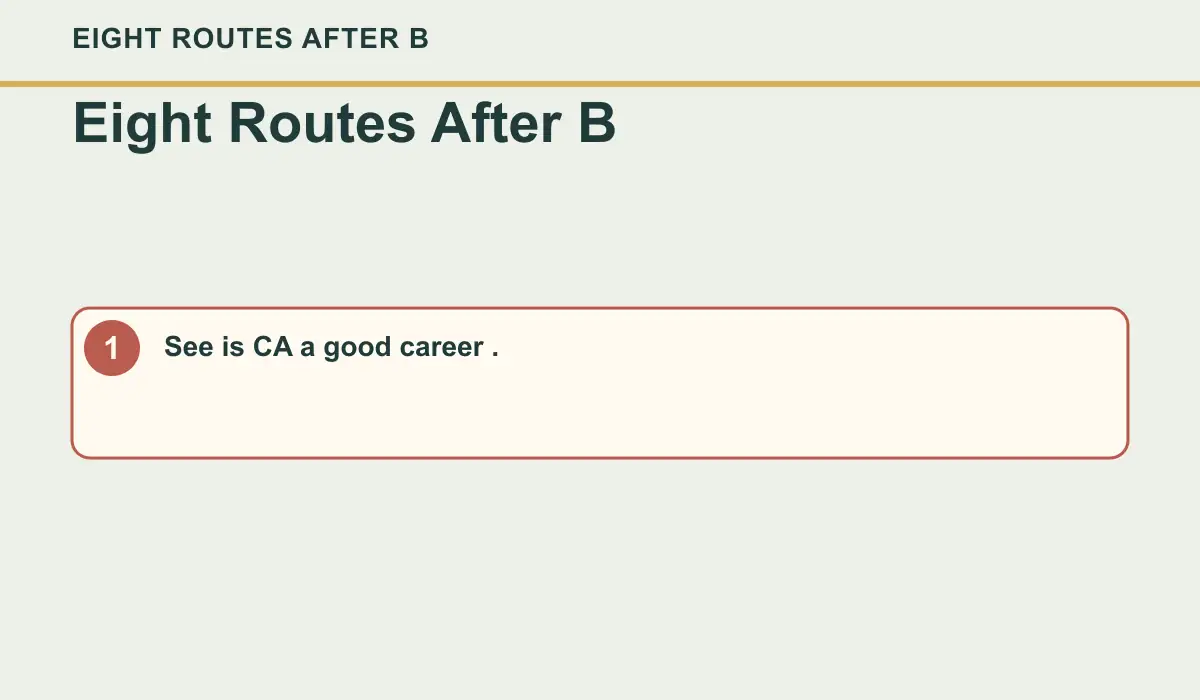 EIGHT ROUTES AFTER B
Eight Routes After B
1 See is CA a good career .